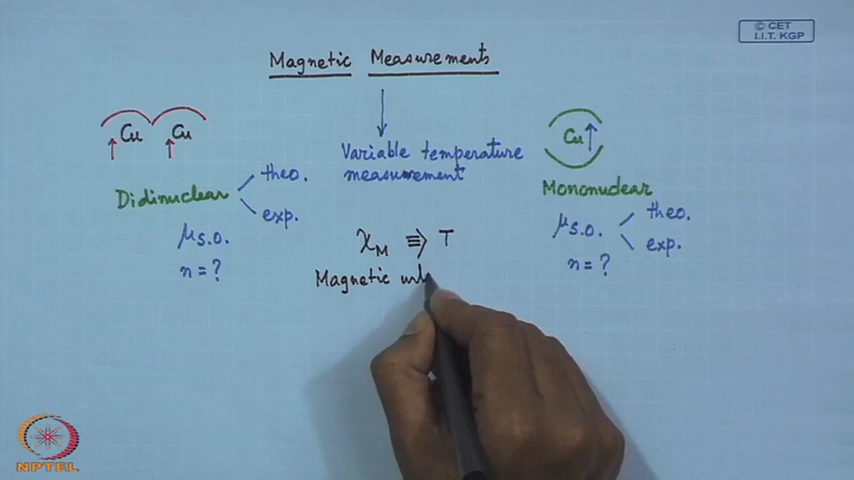 © CET
I.I.T. KGP
Magnetic Measurements
Cu Cu
Cu
Variable temperature
measurement
Didinuclear
theo.
exp.
μs.o.
n = ?
Mononuclear
theo.
exp.
μs.o.
n = ?
χM ⇛ T
Magnetic
NPTEL